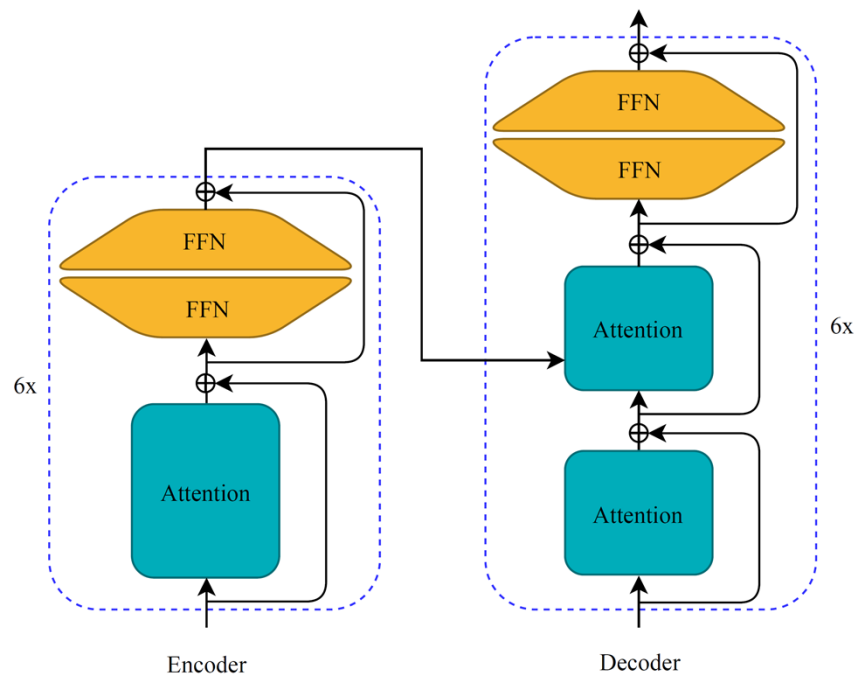 FFN
FFN
6x
Attention
Encoder
FFN
FFN
Attention
6x
Attention
Decoder